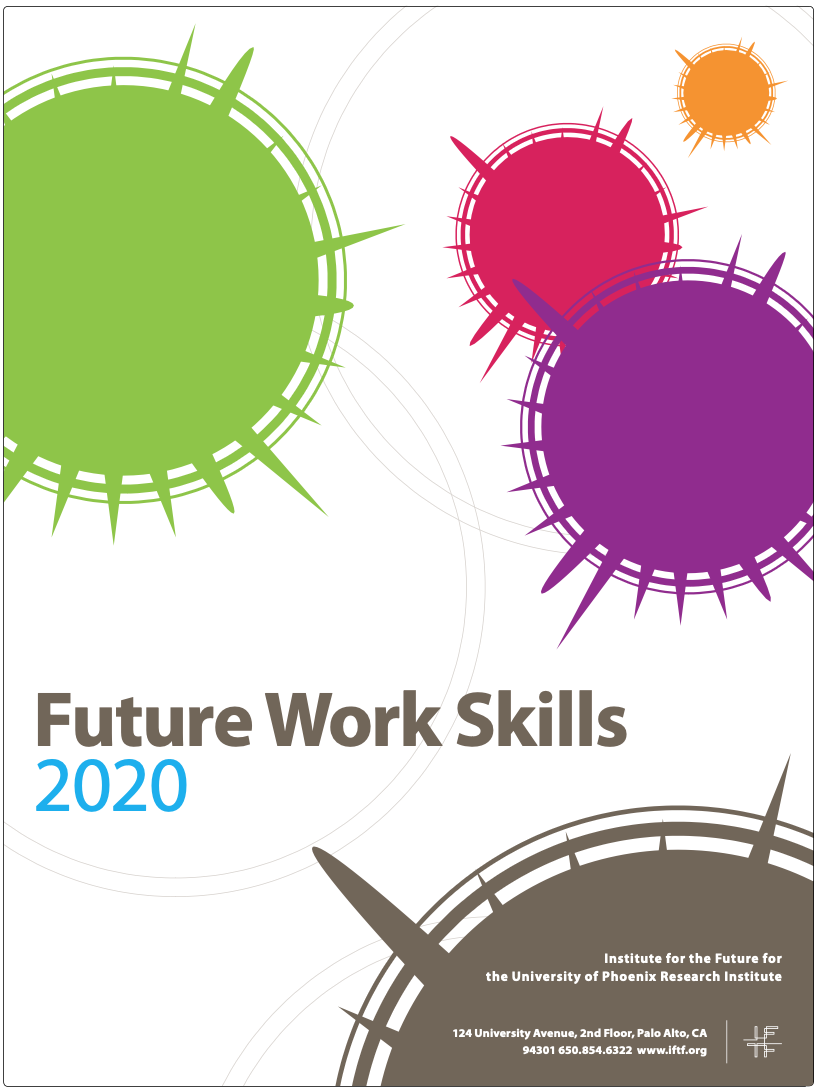 Future Work Skills
2020
Institute for the Future for
the University of Phoenix Research Institute
124 University Avenue, 2nd Floor, Palo Alto, CA
94301 650.854.6322 www.iftf.org